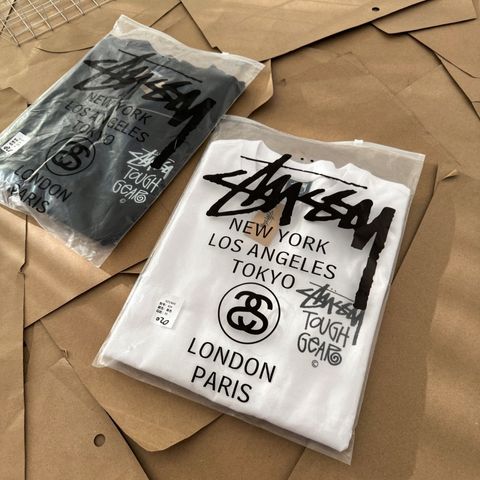 STUSSY
NEW YORK
LOS ANGELES
TOKYO
LONDON
PARIS
STUSSY
TOUGH
GEAR
©
STUSSY
NEW YORK
LOS ANGELES
TOKYO
LONDON
PARIS
STUSSY
TOUGH
GEAR
©